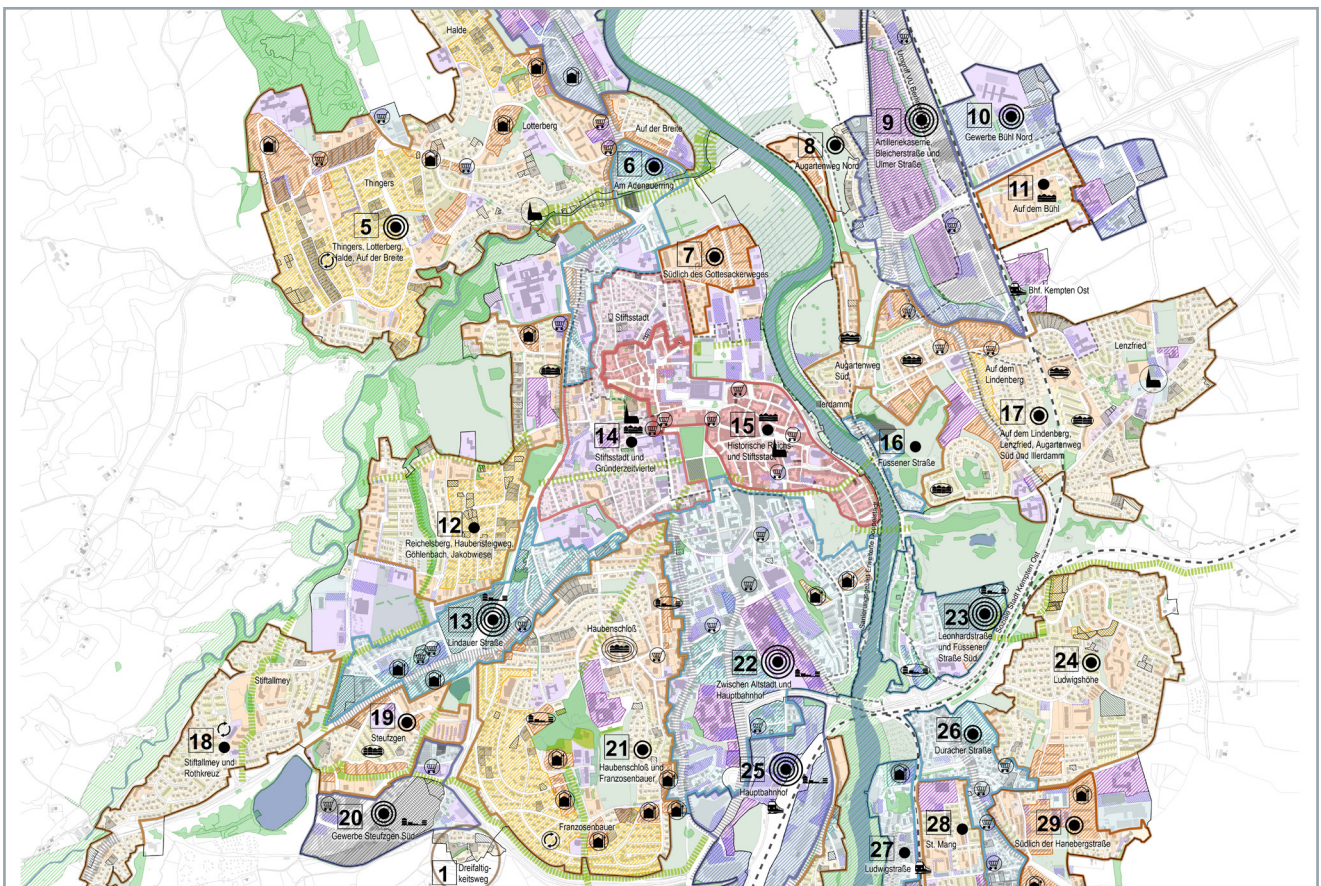 Halde
Lotterberg
Auf der Breite
Thingers
5
Thingers, Lotterberg,
Halde, Auf der Breite
6
Am Adenauerring
7
Südlich des Gottesackerweges
8
Augartenweg Nord
9
Artilleriekaserne,
Bleicherstraße und
Ulmer Straße
10
Gewerbe Bühl Nord
11
Auf dem Bühl
Bhf. Kempten Ost
Stiftsstadt
Lenzfried
Augartenweg
Süd
Illerdamm
Auf dem
Lindenberg
17
Auf dem Lindenberg,
Lenzfried, Augartenweg
Süd und Illerdamm
14
Stiftsstadt und
Gründerzeitviertel
15
Historische Reichs-
und Stiftsstadt
16
Füssener Straße
12
Reichelsberg, Haubensteigweg,
Göhlenbach, Jakobwiese
13
Lindauer Straße
Haubenschloß
22
Zwischen Altstadt und
Hauptbahnhof
23
Leonhardstraße
und Füssener
Straße Süd
24
Ludwigshöhe
Stiftallmey
18
Stiftallmey und
Rothkreuz
19
Steufzgen
20
Gewerbe Steufzgen Süd
21
Haubenschloß und
Franzosenbauer
Franzosenbauer
25
Hauptbahnhof
26
Duracher Straße
27
Ludwigstraße
28
St. Mang
29
Südlich der Hanebergstraße
1
Dreifaltig-
keitsweg